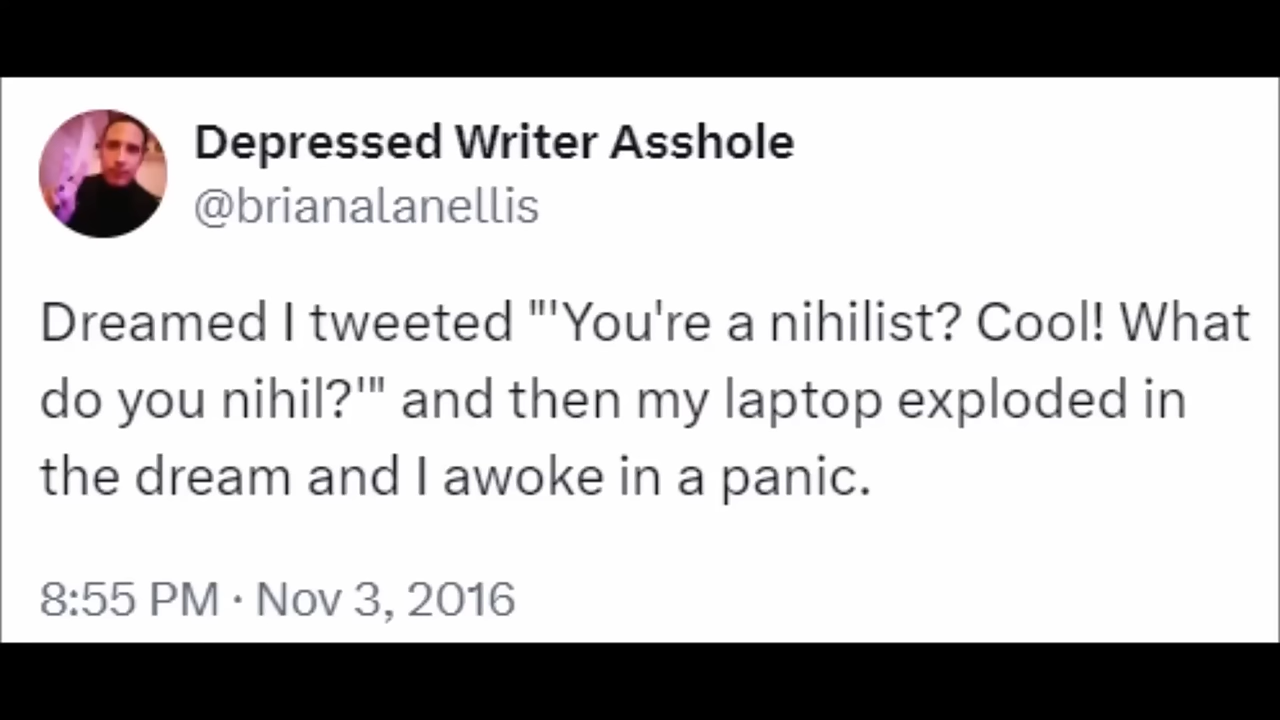 Depressed Writer Asshole
@brianalanellis
Dreamed I tweeted "'You're a nihilist? Cool! What
do you nihil?'" and then my laptop exploded in
the dream and I awoke in a panic.
8:55 PM · Nov 3, 2016